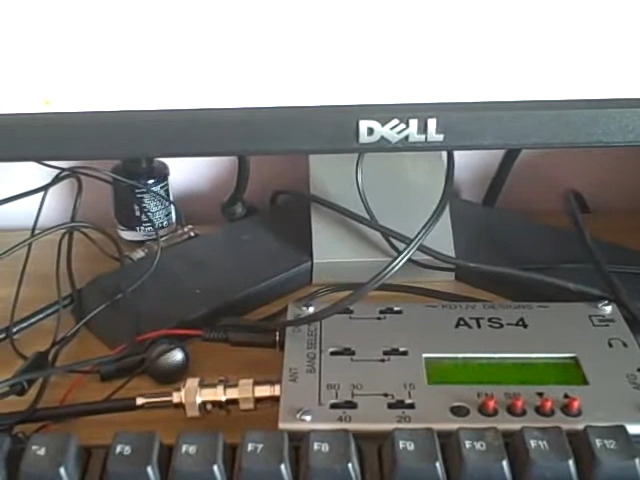 DELL
KD1JV DESIGNS
ATS-4
BAND SELECT
ANT
80 30 15
40 20
F4 F5 F6 F7 F8 F9 F10 F11 F12